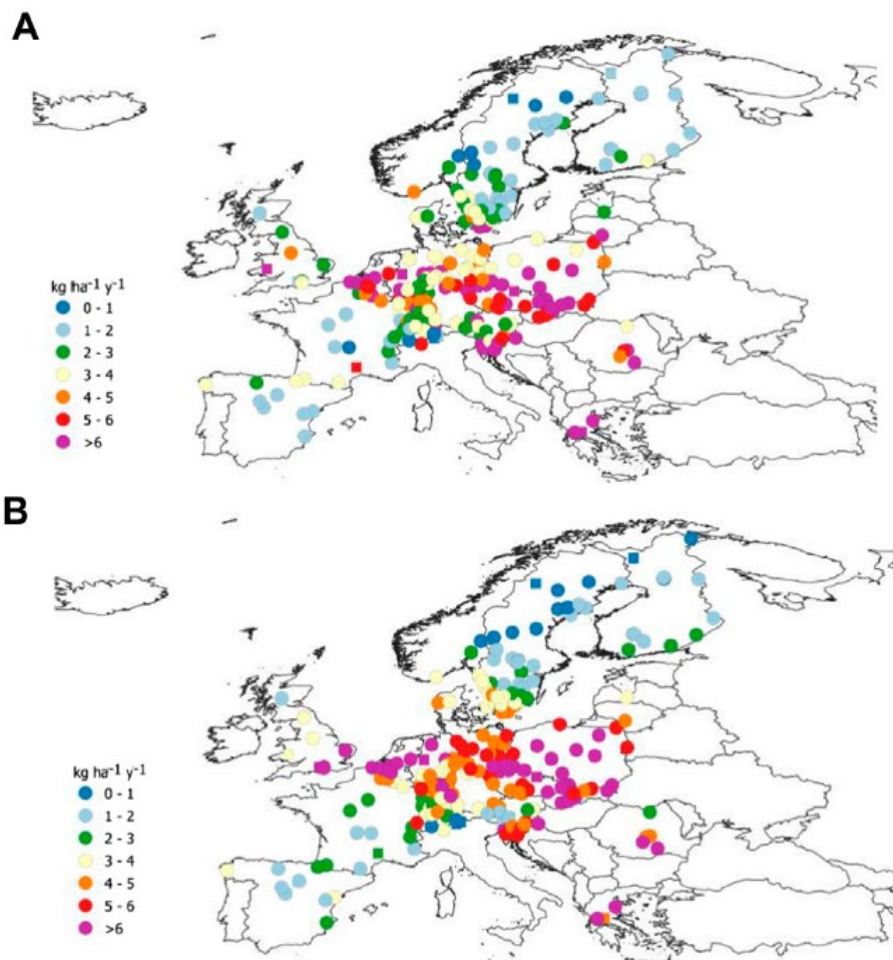 A
kg ha⁻¹ y⁻¹
0 - 1
1 - 2
2 - 3
3 - 4
4 - 5
5 - 6
>6
B
kg ha⁻¹ y⁻¹
0 - 1
1 - 2
2 - 3
3 - 4
4 - 5
5 - 6
>6